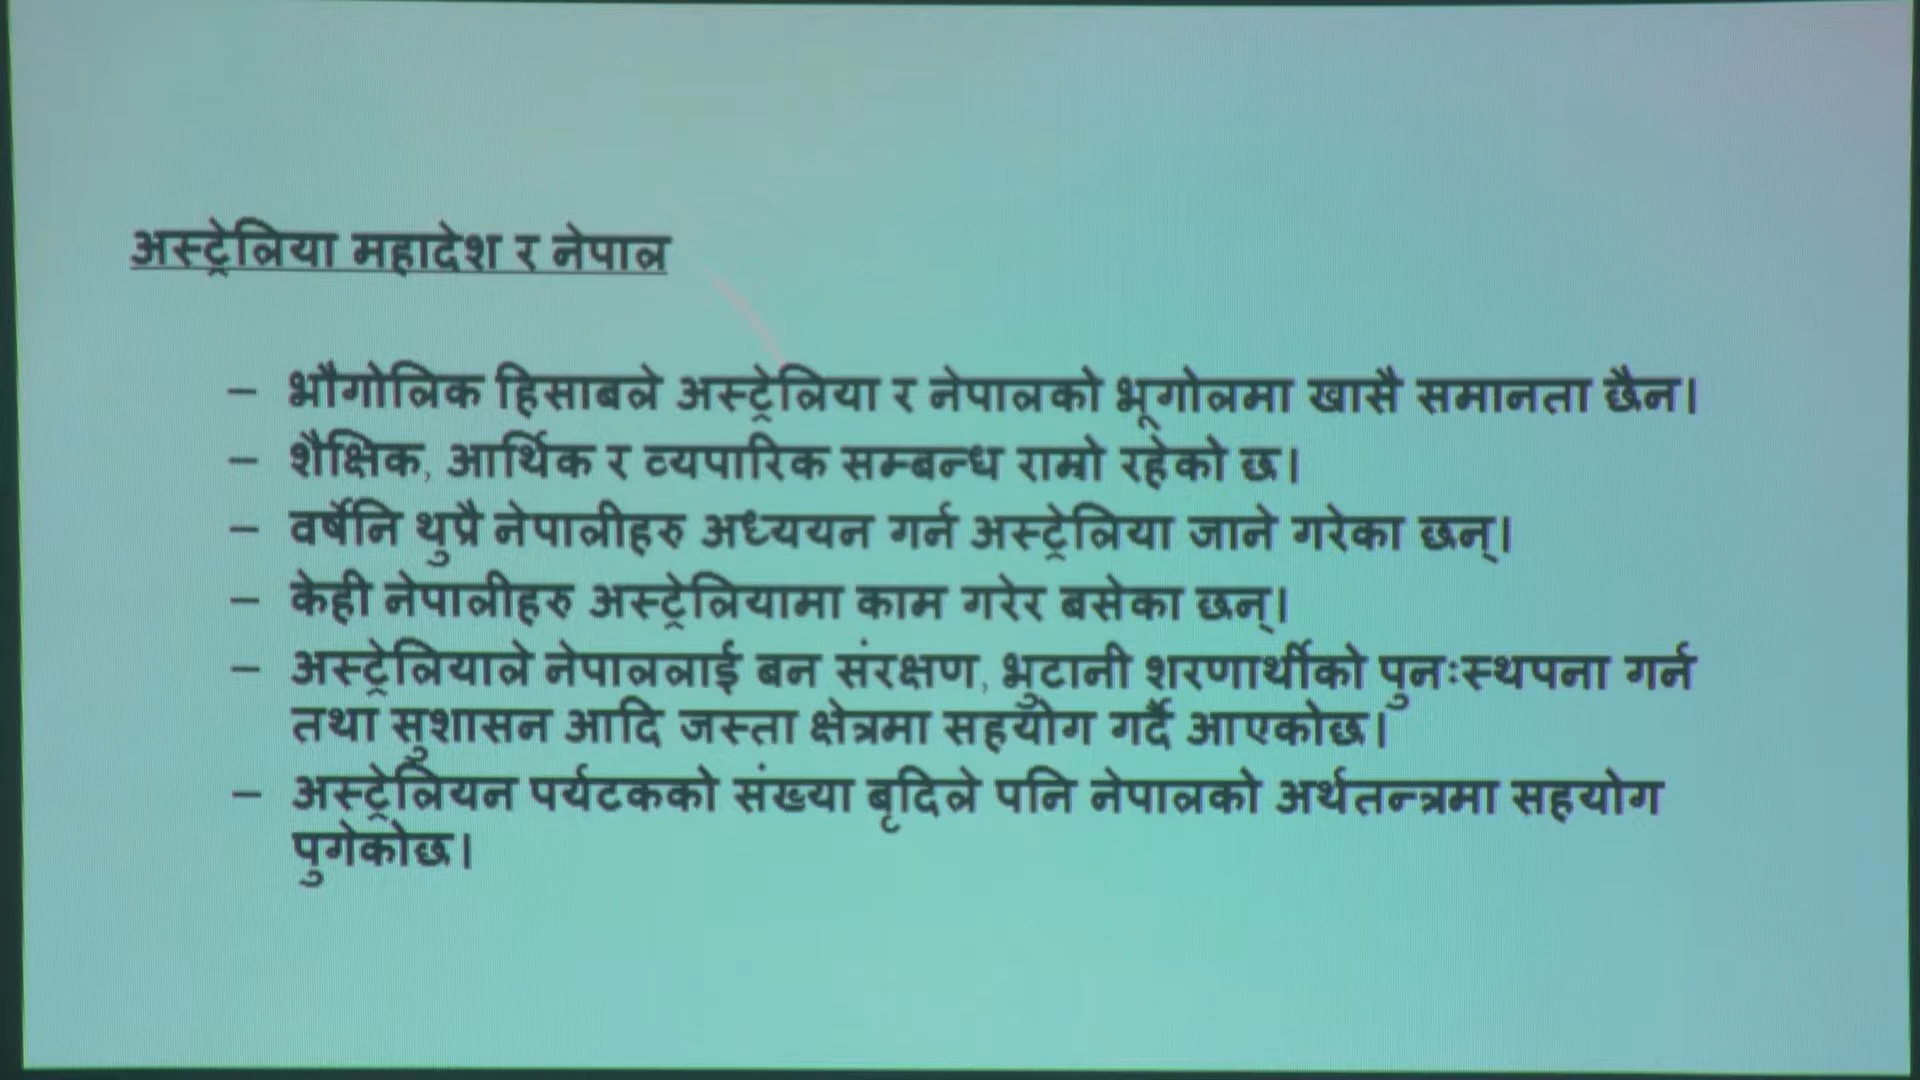 अस्ट्रेलिया महादेश र नेपाल
– भौगोलिक हिसाबले अस्ट्रेलिया र नेपालको भूगोलमा खासै समानता छैन।
– शैक्षिक, आर्थिक र व्यपारिक सम्बन्ध राम्रो रहेको छ।
– वर्षेनि थुप्रै नेपालीहरु अध्ययन गर्न अस्ट्रेलिया जाने गरेका छन्।
– केही नेपालीहरु अस्ट्रेलियामा काम गरेर बसेका छन्।
– अस्ट्रेलियाले नेपाललाई बन संरक्षण, भुटानी शरणार्थीको पुनःस्थपना गर्न
तथा सुशासन आदि जस्ता क्षेत्रमा सहयोग गर्दै आएकोछ।
– अस्ट्रेलियन पर्यटकको संख्या बृदिले पनि नेपालको अर्थतन्त्रमा सहयोग
पुगेकोछ।